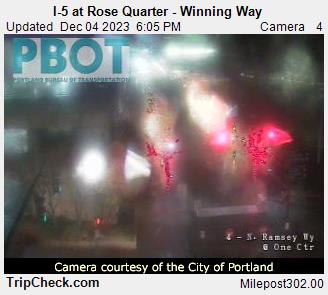 I-5 at Rose Quarter - Winning Way
Updated Dec 04 2023 6:05 PM Camera 4
PBOT
PORTLAND BUREAU OF TRANSPORTATION
4 - N. Ramsey Wy
@ One Ctr
Camera courtesy of the City of Portland
TripCheck.com Milepost302.00